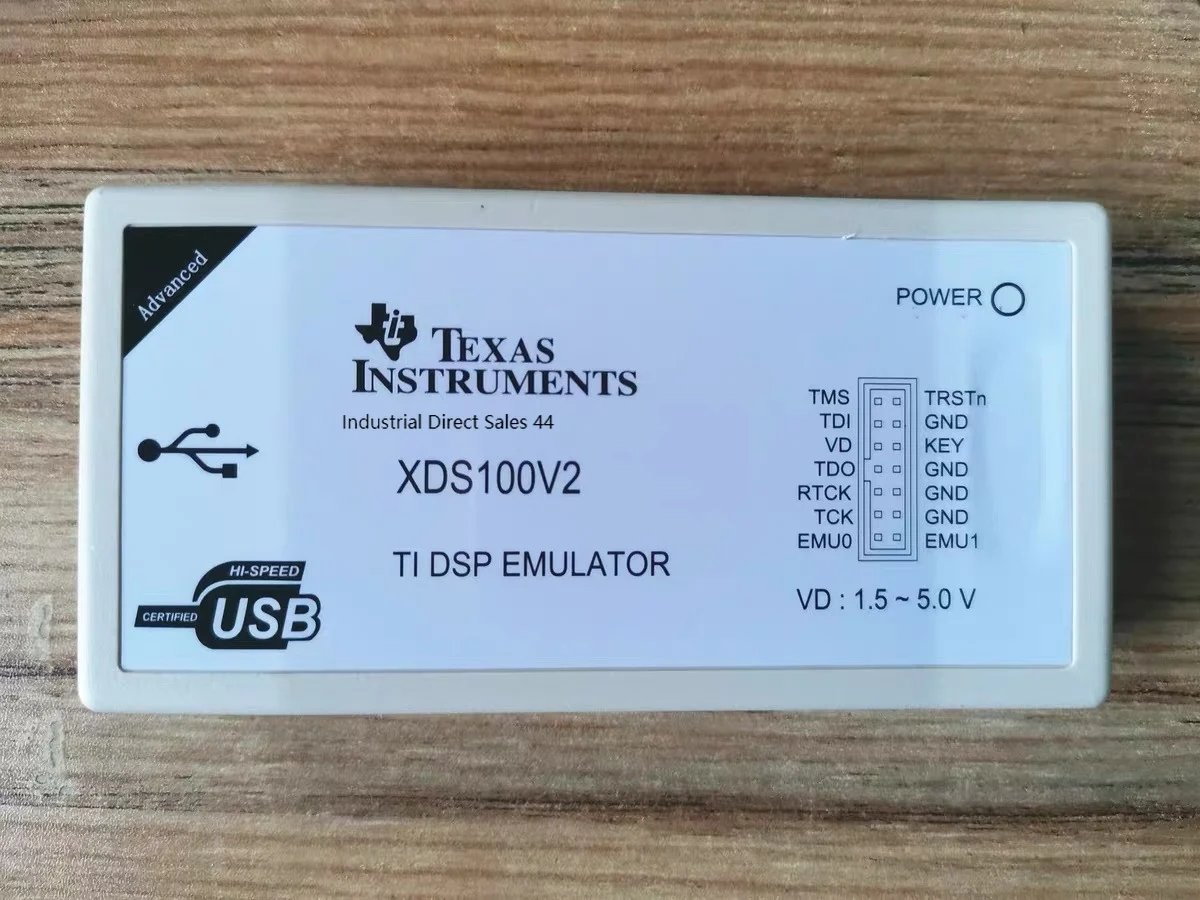 Advanced
TEXAS
INSTRUMENTS
Industrial Direct Sales 44
XDS100V2
TI DSP EMULATOR
HI-SPEED
CERTIFIED USB
POWER
TMS TRSTn
TDI GND
VD KEY
TDO GND
RTCK GND
TCK GND
EMU0 EMU1
VD : 1.5 ~ 5.0 V